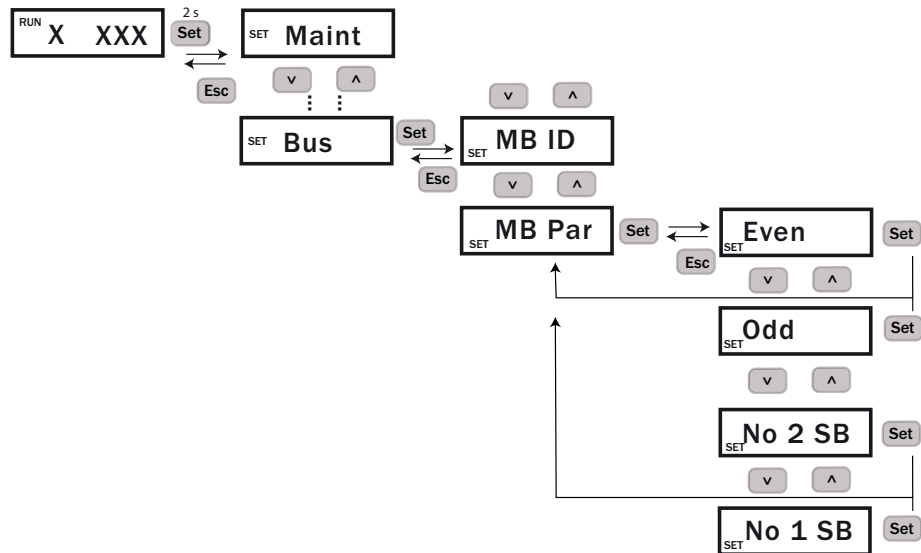 RUN X XXX
2 s
Set
Esc
SET Maint
v ʌ
SET Bus
Set
Esc
v ʌ
SET MB ID
v ʌ
SET MB Par
Set
Esc
SET Even
Set
v ʌ
SET Odd
Set
v ʌ
SET No 2 SB
Set
v ʌ
SET No 1 SB
Set